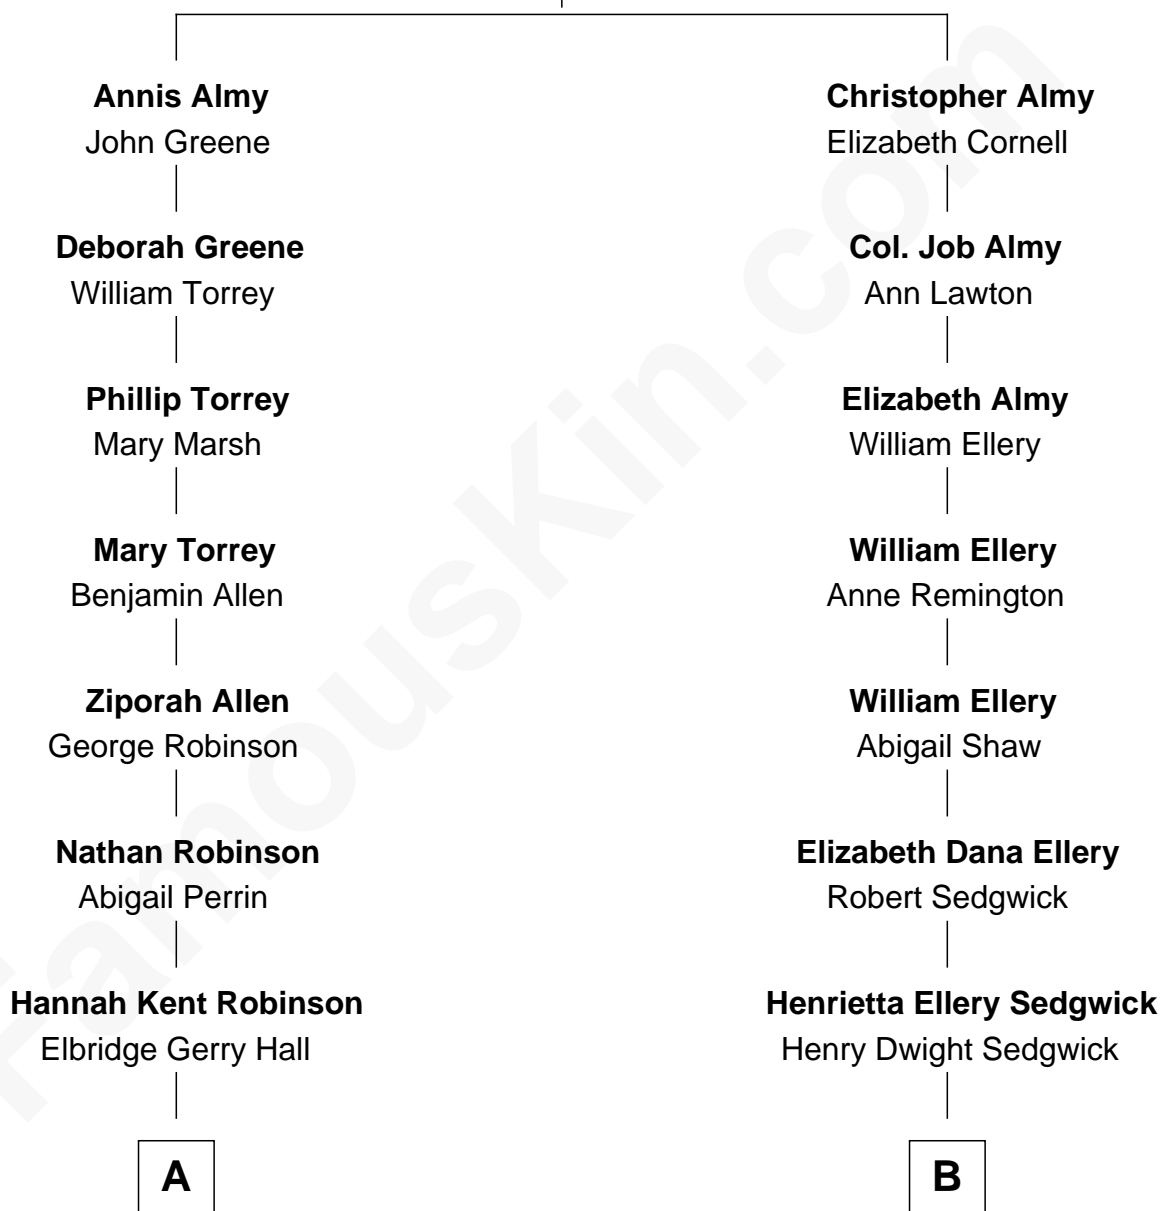 Annis Almy
John Greene
Christopher Almy
Elizabeth Cornell
Deborah Greene
William Torrey
Col. Job Almy
Ann Lawton
Phillip Torrey
Mary Marsh
Elizabeth Almy
William Ellery
Mary Torrey
Benjamin Allen
William Ellery
Anne Remington
Ziporah Allen
George Robinson
William Ellery
Abigail Shaw
Nathan Robinson
Abigail Perrin
Elizabeth Dana Ellery
Robert Sedgwick
Hannah Kent Robinson
Elbridge Gerry Hall
Henrietta Ellery Sedgwick
Henry Dwight Sedgwick
A
B
FamousKin.com